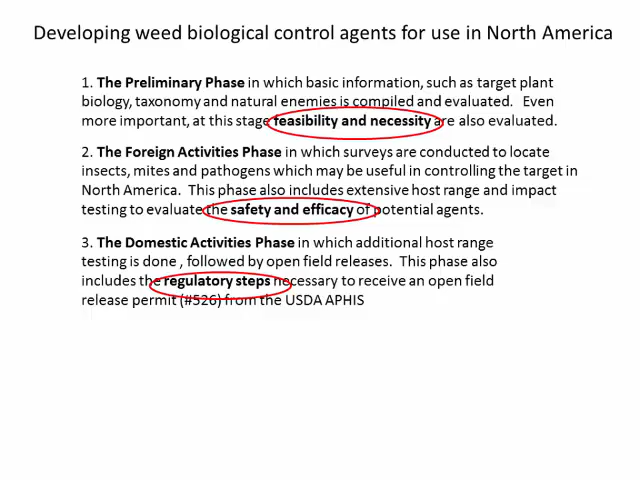 Developing weed biological control agents for use in North America
1. The Preliminary Phase in which basic information, such as target plant
biology, taxonomy and natural enemies is compiled and evaluated. Even
more important, at this stage feasibility and necessity are also evaluated.
2. The Foreign Activities Phase in which surveys are conducted to locate
insects, mites and pathogens which may be useful in controlling the target in
North America. This phase also includes extensive host range and impact
testing to evaluate the safety and efficacy of potential agents.
3. The Domestic Activities Phase in which additional host range
testing is done , followed by open field releases. This phase also
includes the regulatory steps necessary to receive an open field
release permit (#526) from the USDA APHIS